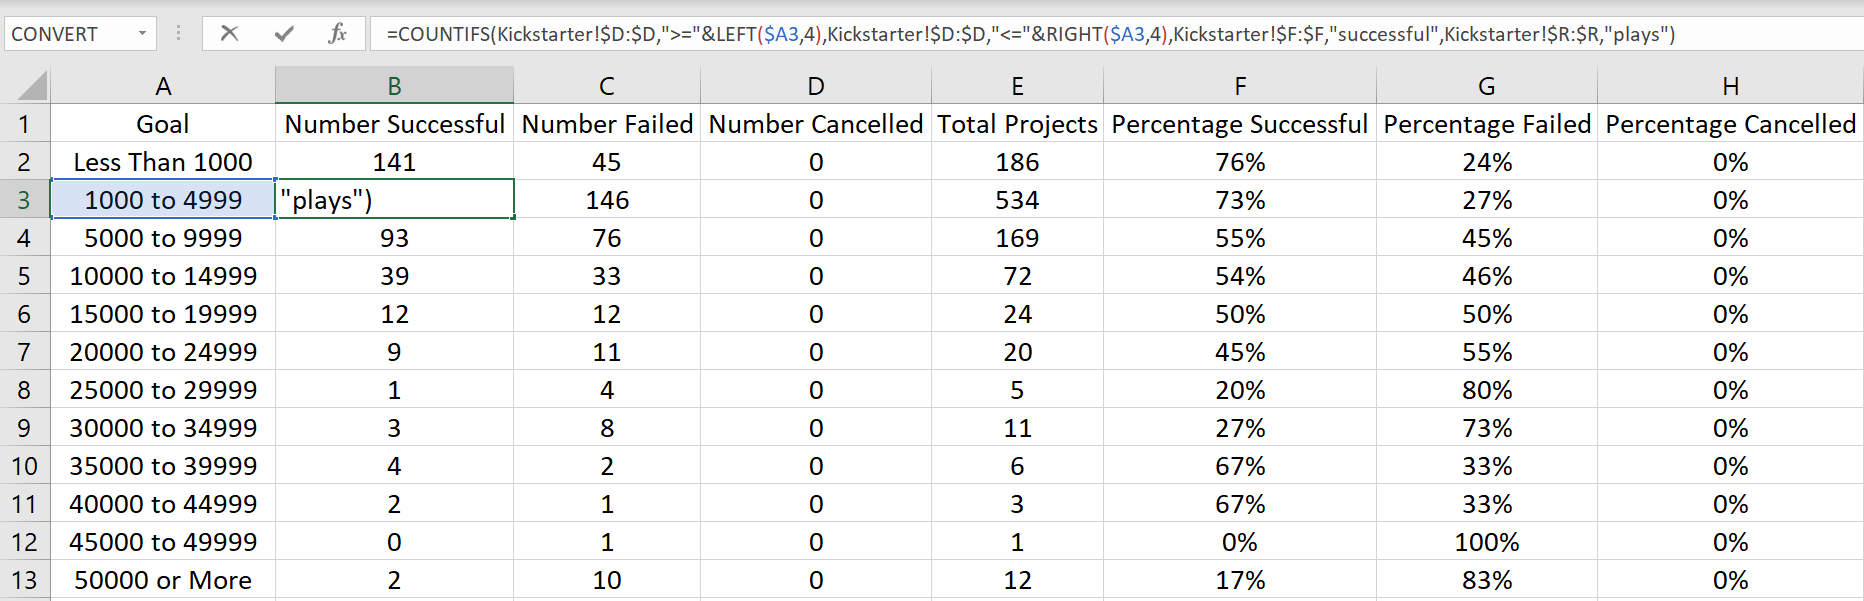 CONVERT =COUNTIFS(Kickstarter!$D:$D,">="&LEFT($A3,4),Kickstarter!$D:$D,"<="&RIGHT($A3,4),Kickstarter!$F:$F,"successful",Kickstarter!$R:$R,"plays")
A B C D E F G H
1 Goal Number Successful Number Failed Number Cancelled Total Projects Percentage Successful Percentage Failed Percentage Cancelled
2 Less Than 1000 141 45 0 186 76% 24% 0%
3 1000 to 4999 "plays") 146 0 534 73% 27% 0%
4 5000 to 9999 93 76 0 169 55% 45% 0%
5 10000 to 14999 39 33 0 72 54% 46% 0%
6 15000 to 19999 12 12 0 24 50% 50% 0%
7 20000 to 24999 9 11 0 20 45% 55% 0%
8 25000 to 29999 1 4 0 5 20% 80% 0%
9 30000 to 34999 3 8 0 11 27% 73% 0%
10 35000 to 39999 4 2 0 6 67% 33% 0%
11 40000 to 44999 2 1 0 3 67% 33% 0%
12 45000 to 49999 0 1 0 1 0% 100% 0%
13 50000 or More 2 10 0 12 17% 83% 0%